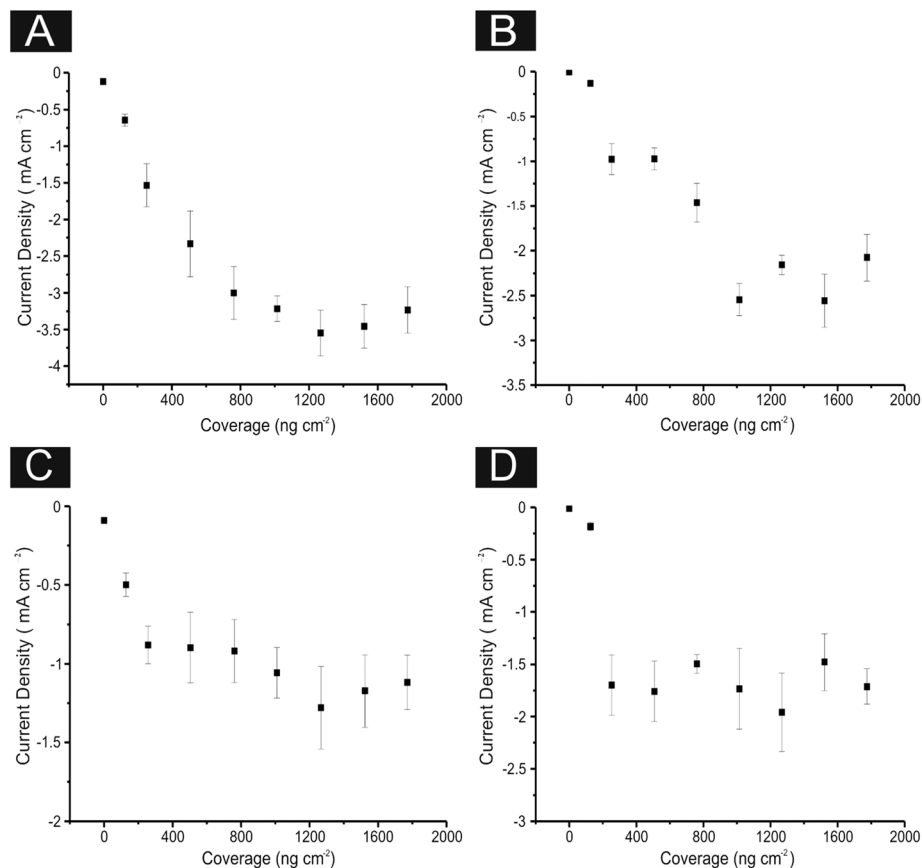 A
Current Density ( mA cm⁻²)
0
-0.5
-1
-1.5
-2
-2.5
-3
-3.5
-4
0 400 800 1200 1600 2000
Coverage (ng cm⁻²)
B
Current Density ( mA cm⁻²)
0
-0.5
-1
-1.5
-2
-2.5
-3
-3.5
0 400 800 1200 1600 2000
Coverage (ng cm⁻²)
C
Current Density ( mA cm⁻²)
0
-0.5
-1
-1.5
-2
0 400 800 1200 1600 2000
Coverage (ng cm⁻²)
D
Current Density ( mA cm⁻²)
0
-0.5
-1
-1.5
-2
-2.5
-3
0 400 800 1200 1600 2000
Coverage (ng cm⁻²)